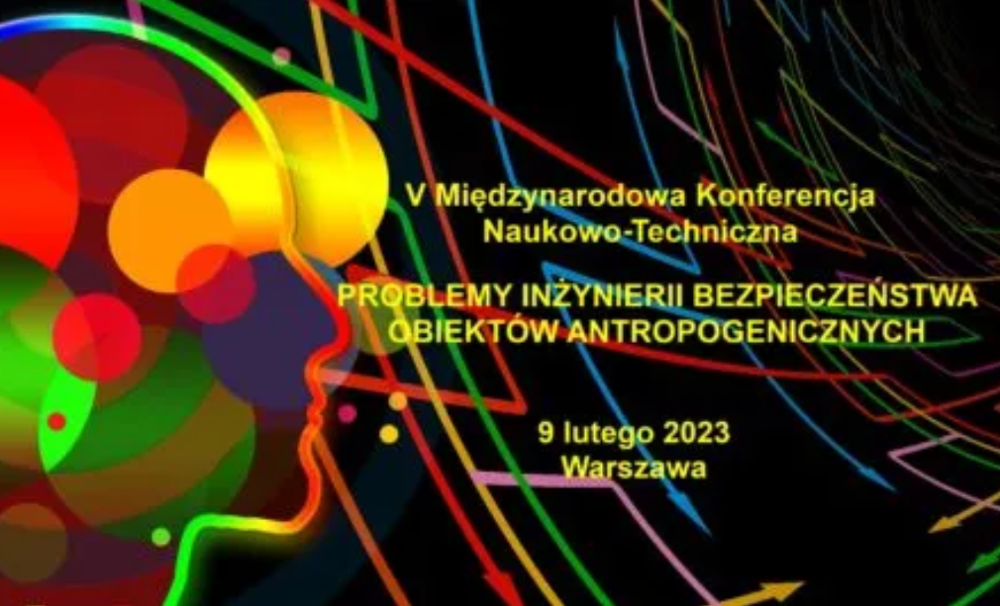 V Międzynarodowa Konferencja
Naukowo-Techniczna
PROBLEMY INŻYNIERII BEZPIECZEŃSTWA
OBIEKTÓW ANTROPOGENICZNYCH
9 lutego 2023
Warszawa